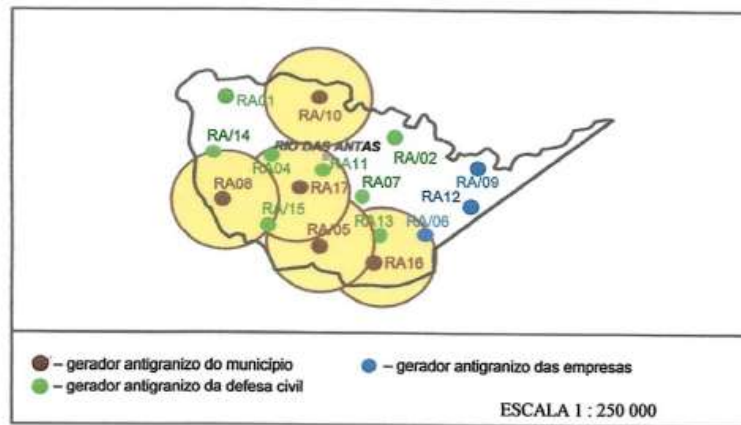 RA01
RA/10
RA/14
RIO DAS ANTAS
RA/02
RA04
RA11
RA/09
RA08
RA17
RA07
RA12
RA/15
RA/05
RA13
RA/06
RA16
– gerador antigranizo do município
– gerador antigranizo das empresas
– gerador antigranizo da defesa civil
ESCALA 1 : 250 000